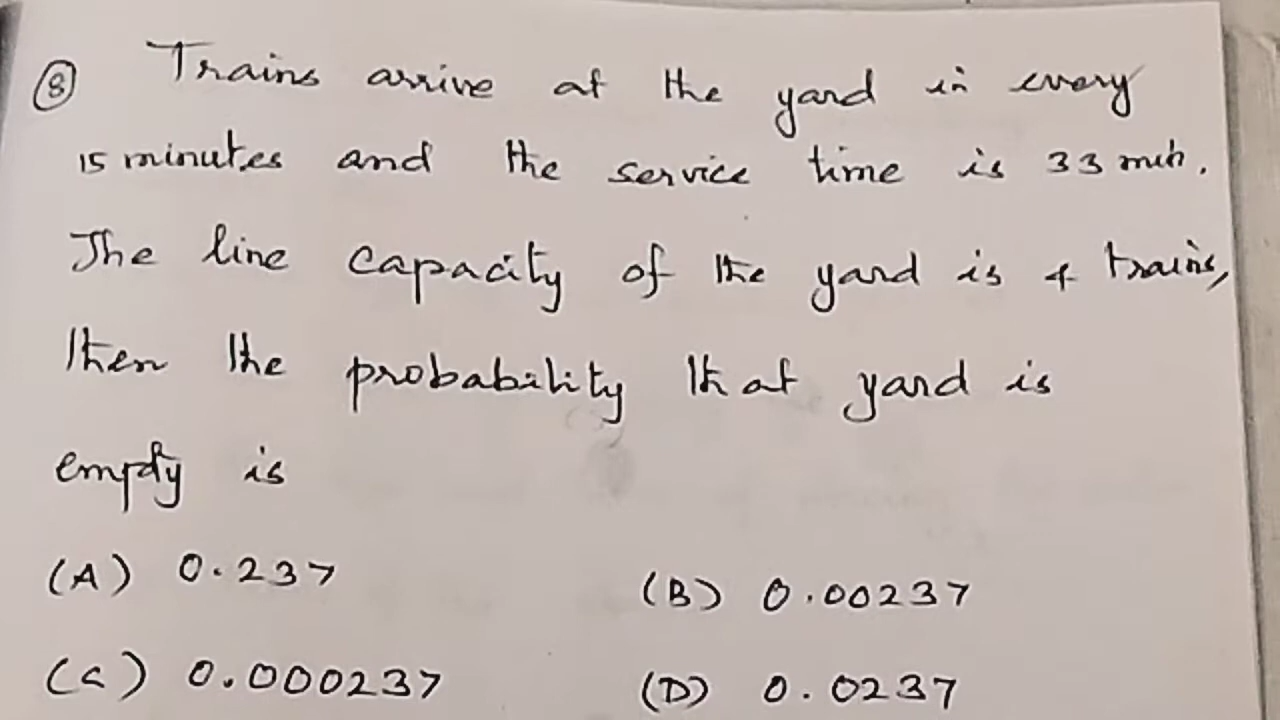 8 Trains arrive at the yard in every
15 minutes and the service time is 33 min.
The line capacity of the yard is 4 trains,
then the probability that yard is
empty is
(A) 0.237 (B) 0.00237
(C) 0.000237 (D) 0.0237